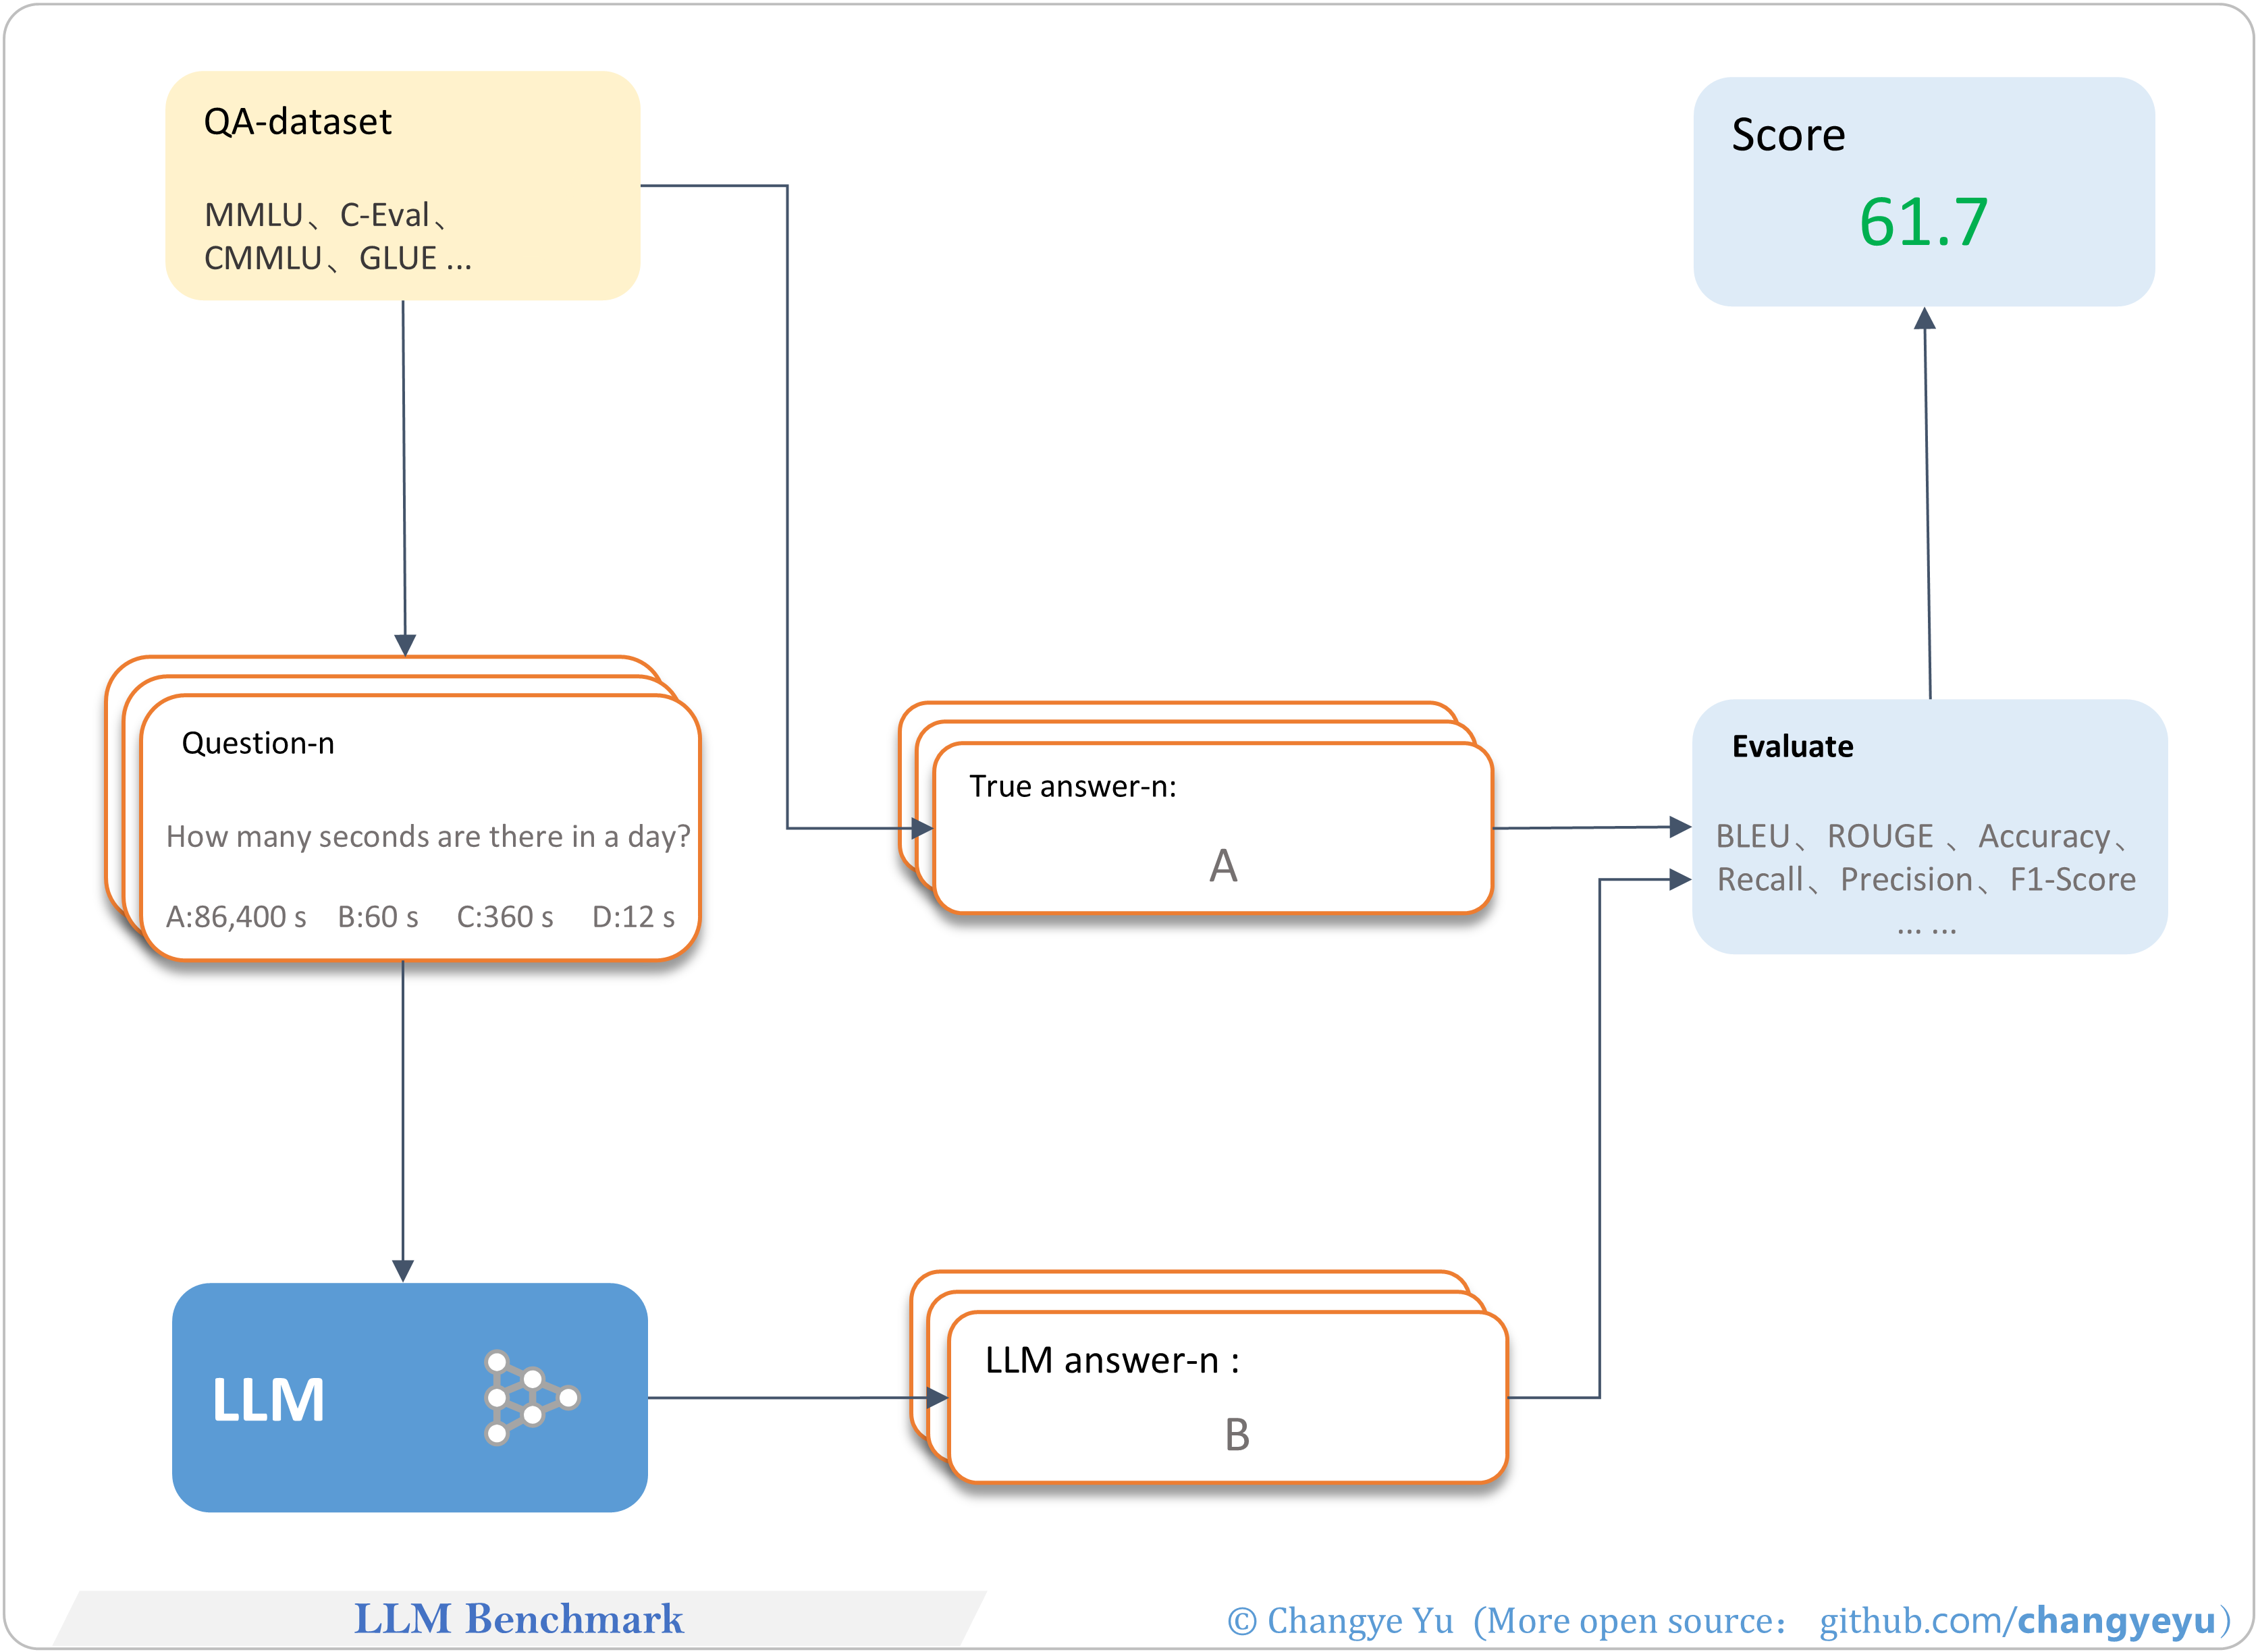 QA-dataset
MMLU、C-Eval、
CMMLU、GLUE ...
Score
61.7
Question-n
How many seconds are there in a day?
A:86,400 s B:60 s C:360 s D:12 s
True answer-n:
A
Evaluate
BLEU、ROUGE 、Accuracy、
Recall、Precision、F1-Score
... ...
LLM
LLM answer-n :
B
LLM Benchmark
© Changye Yu (More open source： github.com/changyeyu)